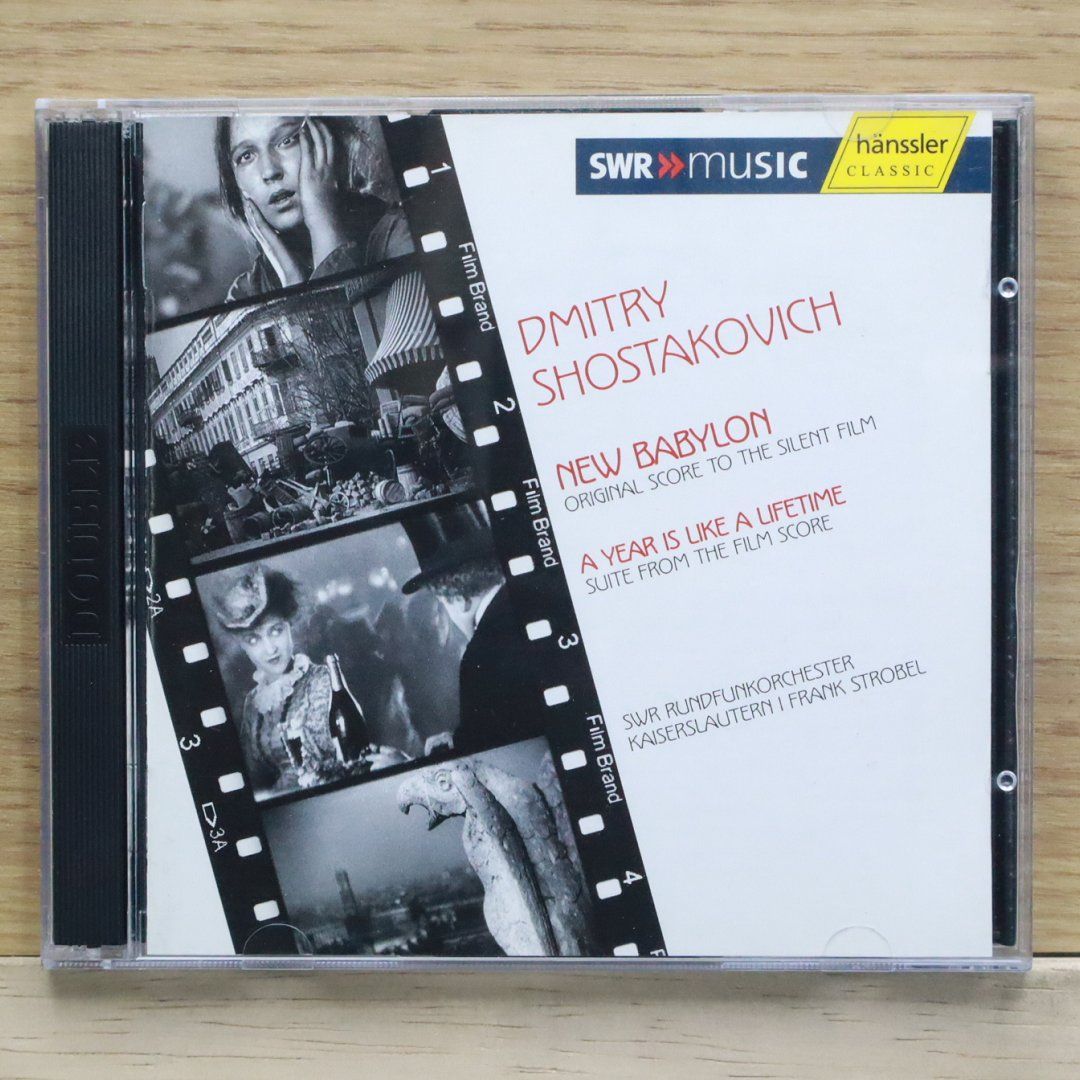 SWR»MUSIC
hänssler
CLASSIC
DMITRY
SHOSTAKOVICH
NEW BABYLON
ORIGINAL SCORE TO THE SILENT FILM
A YEAR IS LIKE A LIFETIME
SUITE FROM THE FILM SCORE
SWR RUNDFUNKORCHESTER
KAISERSLAUTERN | FRANK STROBEL
1
Film Brand
2
Film Brand
3
Film Brand
4
F
2A
3
3A
DOUBLE